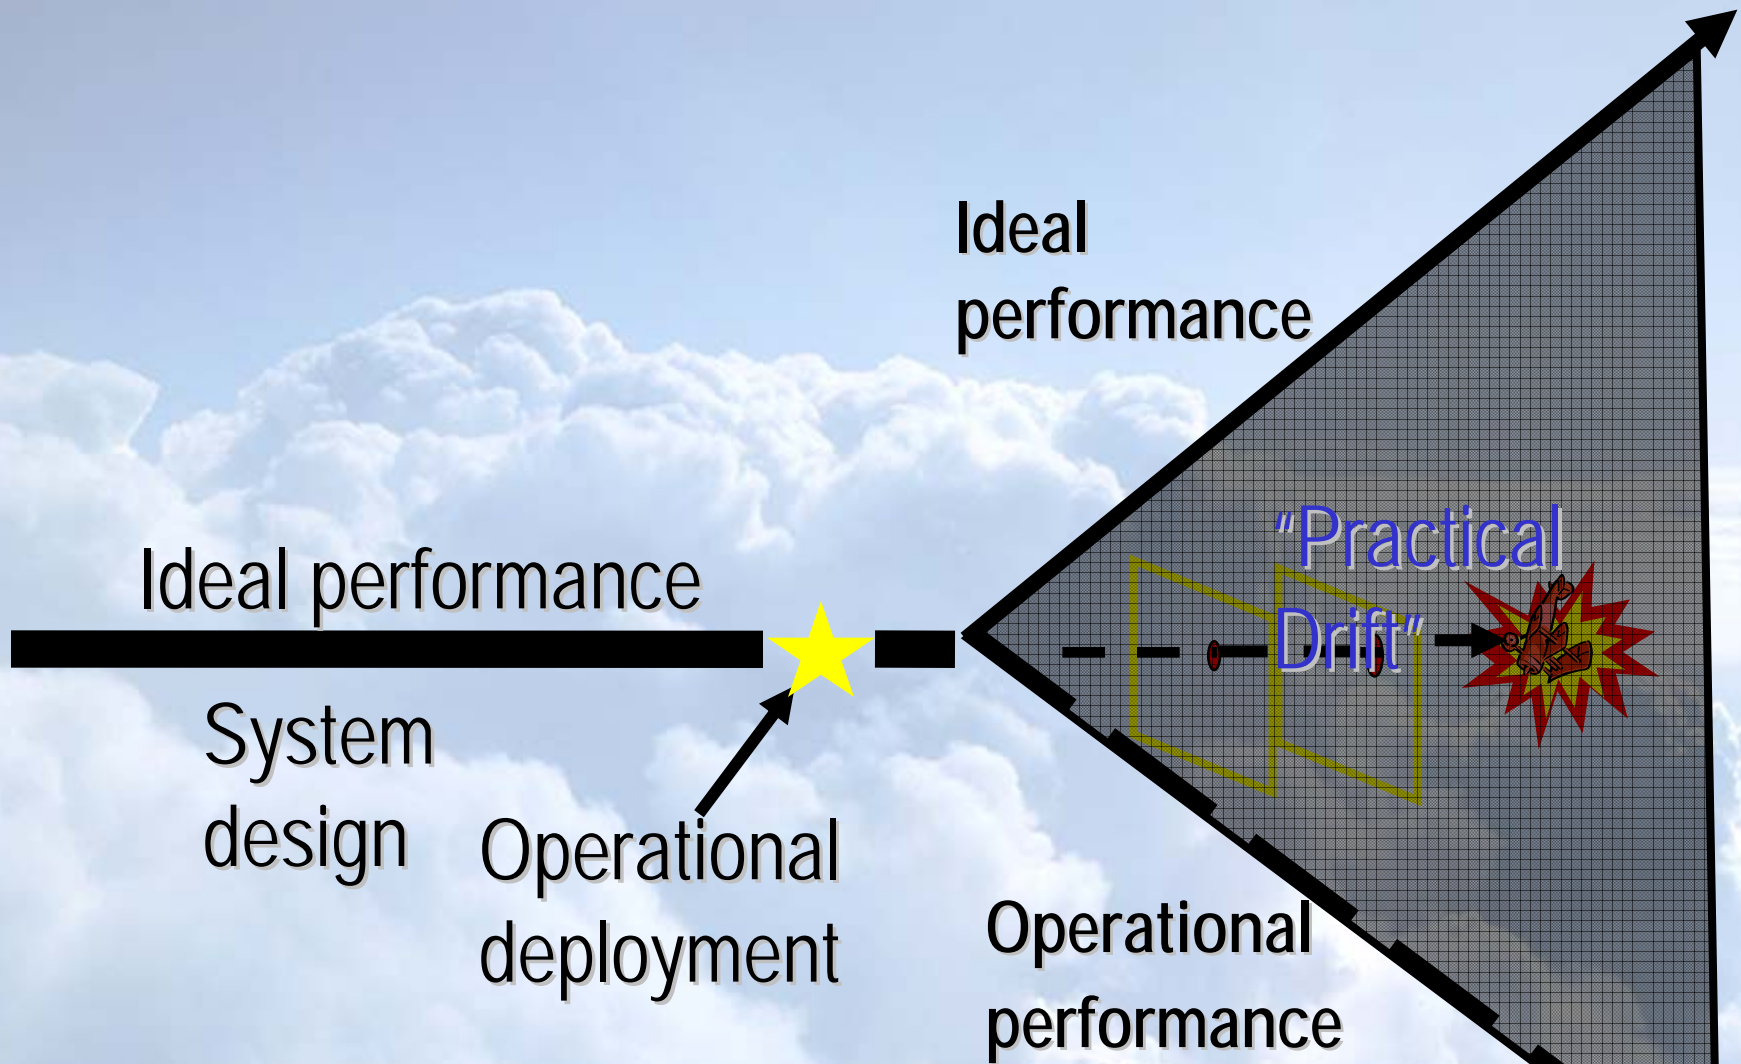 Ideal
performance
"Practical
Drift"
Ideal performance
System
design
Operational
deployment
Operational
performance